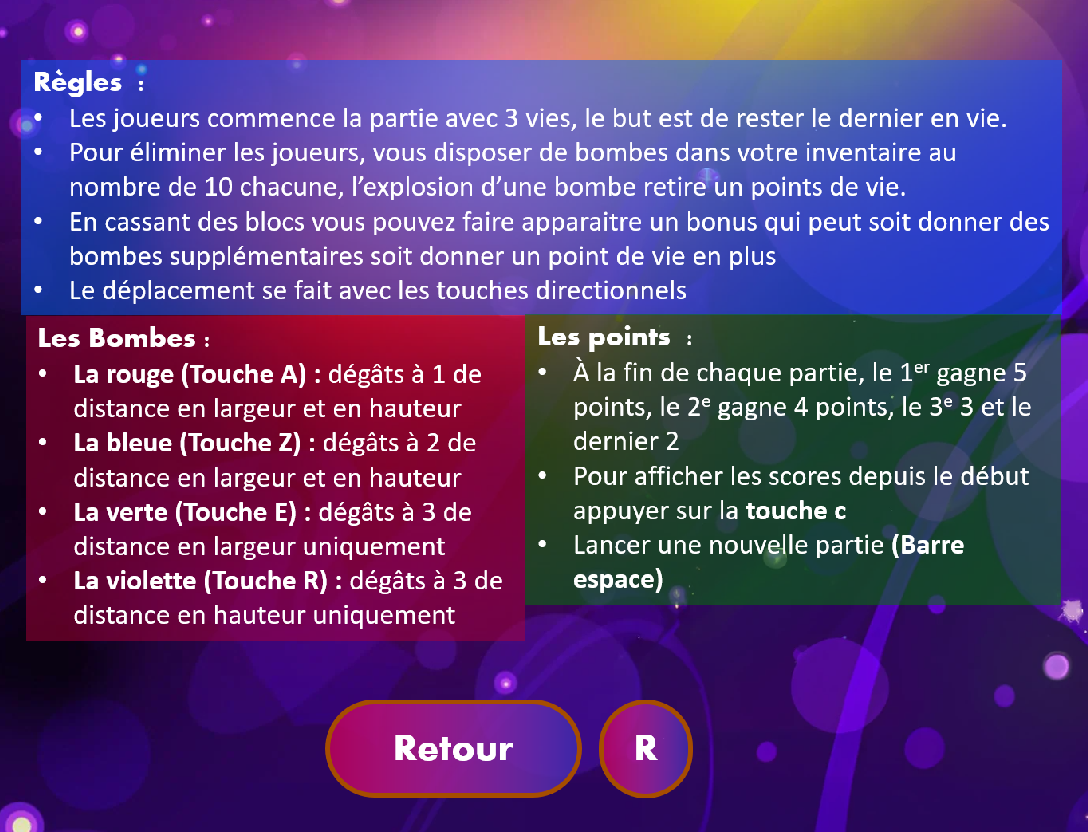 Règles :
• Les joueurs commence la partie avec 3 vies, le but est de rester le dernier en vie.
• Pour éliminer les joueurs, vous disposer de bombes dans votre inventaire au
nombre de 10 chacune, l’explosion d’une bombe retire un points de vie.
• En cassant des blocs vous pouvez faire apparaitre un bonus qui peut soit donner des
bombes supplémentaires soit donner un point de vie en plus
• Le déplacement se fait avec les touches directionnels
Les Bombes :
• La rouge (Touche A) : dégâts à 1 de
distance en largeur et en hauteur
• La bleue (Touche Z) : dégâts à 2 de
distance en largeur et en hauteur
• La verte (Touche E) : dégâts à 3 de
distance en largeur uniquement
• La violette (Touche R) : dégâts à 3 de
distance en hauteur uniquement
Les points :
• À la fin de chaque partie, le 1er gagne 5
points, le 2e gagne 4 points, le 3e 3 et le
dernier 2
• Pour afficher les scores depuis le début
appuyer sur la touche c
• Lancer une nouvelle partie (Barre
espace)
Retour R